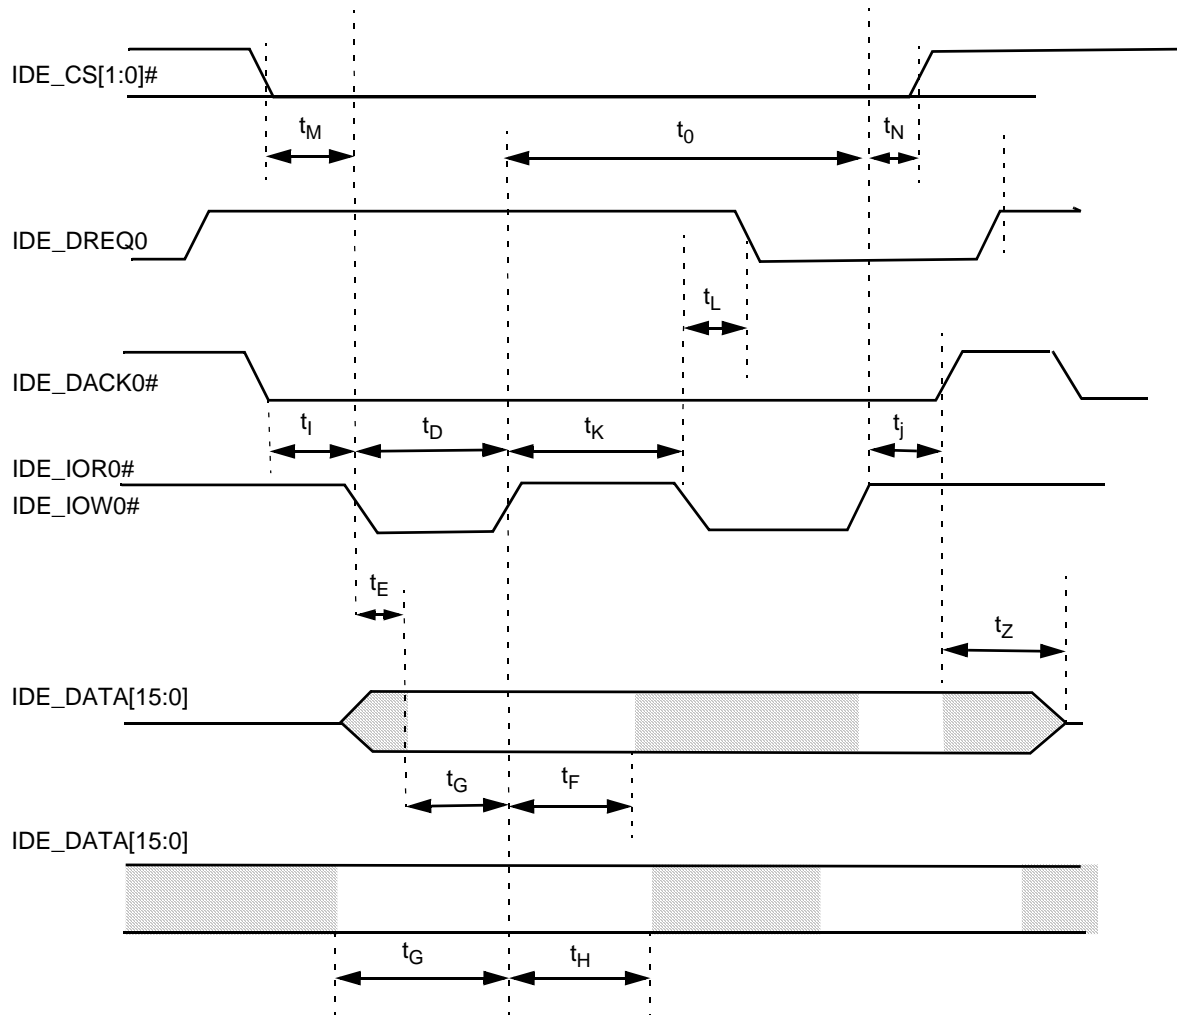 IDE_CS[1:0]#
tM
t0
tN
IDE_DREQ0
tL
IDE_DACK0#
tI
tD
tK
tj
IDE_IOR0#
IDE_IOW0#
tE
tZ
IDE_DATA[15:0]
tG
tF
IDE_DATA[15:0]
tG
tH